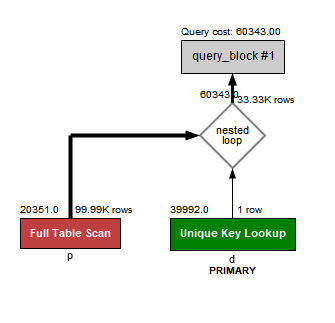 Query cost: 60343.00
query_block #1
60343.0
33.33K rows
nested
loop
20351.0
99.99K rows
39992.0
1 row
Full Table Scan
Unique Key Lookup
p
d
PRIMARY